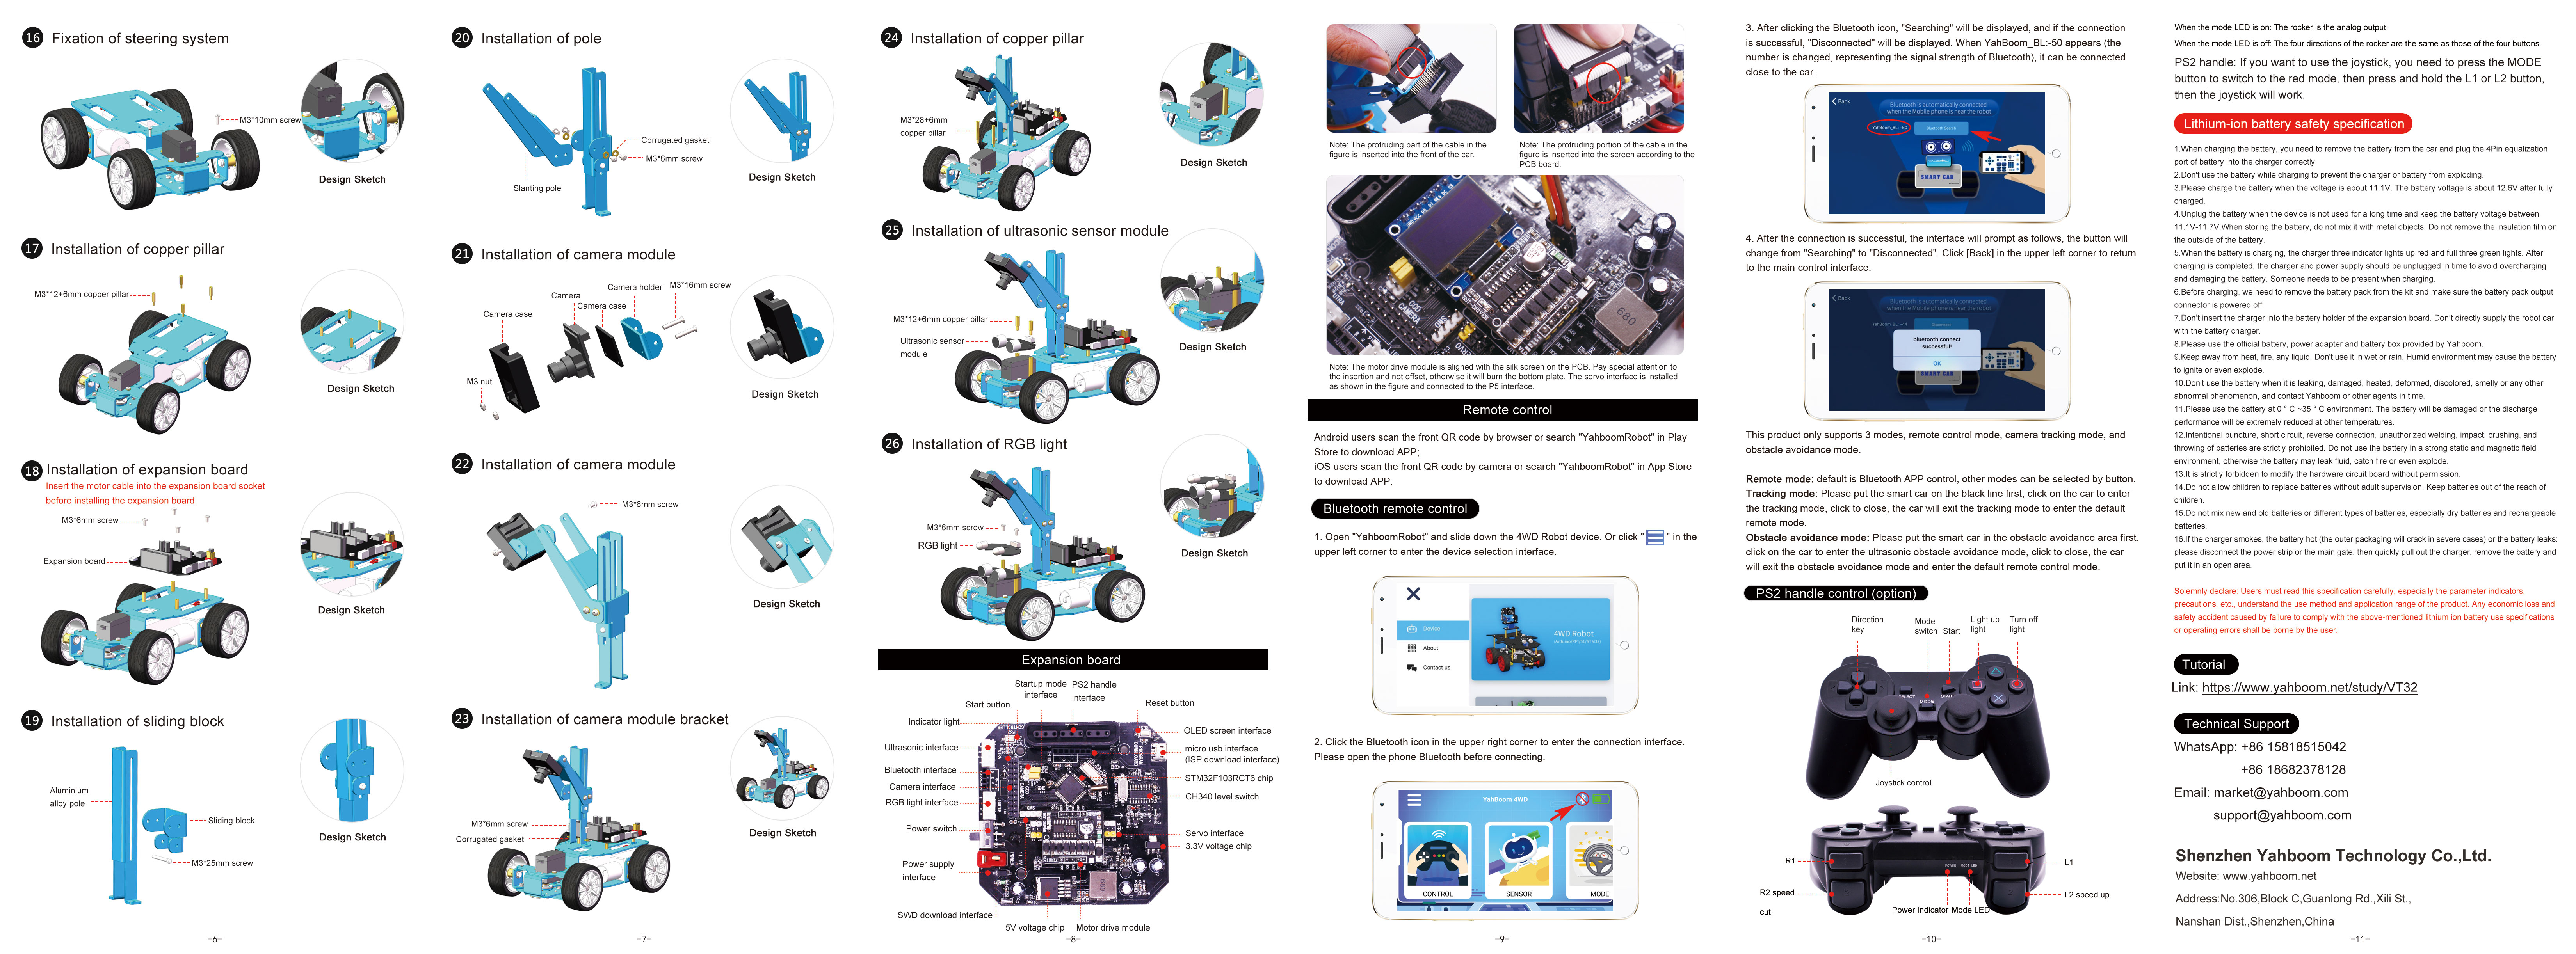 16 Fixation of steering system
M3*10mm screw
Design Sketch
17 Installation of copper pillar
M3*12+6mm copper pillar
Design Sketch
18 Installation of expansion board
Insert the motor cable into the expansion board socket
before installing the expansion board.
M3*6mm screw
Expansion board
Design Sketch
19 Installation of sliding block
Aluminium
alloy pole
Sliding block
M3*25mm screw
Design Sketch
-6-
20 Installation of pole
Corrugated gasket
M3*6mm screw
Slanting pole
Design Sketch
21 Installation of camera module
Camera holder
M3*16mm screw
Camera
Camera case
Camera case
M3 nut
Design Sketch
22 Installation of camera module
M3*6mm screw
Design Sketch
23 Installation of camera module bracket
M3*6mm screw
Corrugated gasket
Design Sketch
-7-
24 Installation of copper pillar
M3*28+6mm
copper pillar
Design Sketch
25 Installation of ultrasonic sensor module
M3*12+6mm copper pillar
Ultrasonic sensor
module
Design Sketch
26 Installation of RGB light
M3*6mm screw
RGB light
Design Sketch
Expansion board
Startup mode
interface
PS2 handle
interface
Start button
Reset button
Indicator light
OLED screen interface
Ultrasonic interface
micro usb interface
(ISP download interface)
Bluetooth interface
STM32F103RCT6 chip
Camera interface
CH340 level switch
RGB light interface
Power switch
Servo interface
3.3V voltage chip
Power supply
interface
SWD download interface
5V voltage chip
Motor drive module
-8-
Note: The protruding part of the cable in the
figure is inserted into the front of the car.
Note: The protruding portion of the cable in the
figure is inserted into the screen according to the
PCB board.
680
Note: The motor drive module is aligned with the silk screen on the PCB. Pay special attention to
the insertion and not offset, otherwise it will burn the bottom plate. The servo interface is installed
as shown in the figure and connected to the P5 interface.
Remote control
Android users scan the front QR code by browser or search "YahboomRobot" in Play
Store to download APP;
iOS users scan the front QR code by camera or search "YahboomRobot" in App Store
to download APP.
Bluetooth remote control
1. Open "YahboomRobot" and slide down the 4WD Robot device. Or click " " in the
upper left corner to enter the device selection interface.
Device
About
Contact us
4WD Robot
2. Click the Bluetooth icon in the upper right corner to enter the connection interface.
Please open the phone Bluetooth before connecting.
YahBoom 4WD
CONTROL
SENSOR
MODE
-9-
3. After clicking the Bluetooth icon, "Searching" will be displayed, and if the connection
is successful, "Disconnected" will be displayed. When YahBoom_BL:-50 appears (the
number is changed, representing the signal strength of Bluetooth), it can be connected
close to the car.
Back
Bluetooth is automatically connected
when the Mobile phone is near the robot
YahBoom_BL : -50
Bluetooth Search
SMART CAR
4. After the connection is successful, the interface will prompt as follows, the button will
change from "Searching" to "Disconnected". Click [Back] in the upper left corner to return
to the main control interface.
Back
Bluetooth is automatically connected
when the Mobile phone is near the robot
bluetooth connect
successful!
OK
SMART CAR
This product only supports 3 modes, remote control mode, camera tracking mode, and
obstacle avoidance mode.
Remote mode: default is Bluetooth APP control, other modes can be selected by button.
Tracking mode: Please put the smart car on the black line first, click on the car to enter
the tracking mode, click to close, the car will exit the tracking mode to enter the default
remote mode.
Obstacle avoidance mode: Please put the smart car in the obstacle avoidance area first,
click on the car to enter the ultrasonic obstacle avoidance mode, click to close, the car
will exit the obstacle avoidance mode and enter the default remote control mode.
PS2 handle control (option)
Direction
key
Mode
switch
Start
Light up
light
Turn off
light
Joystick control
R1
L1
R2 speed
cut
L2 speed up
Power Indicator
Mode LED
-10-
When the mode LED is on: The rocker is the analog output
When the mode LED is off: The four directions of the rocker are the same as those of the four buttons
PS2 handle: If you want to use the joystick, you need to press the MODE
button to switch to the red mode, then press and hold the L1 or L2 button,
then the joystick will work.
Lithium-ion battery safety specification
1.When charging the battery, you need to remove the battery from the car and plug the 4Pin equalization
port of battery into the charger correctly.
2.Don't use the battery while charging to prevent the charger or battery from exploding.
3.Please charge the battery when the voltage is about 11.1V. The battery voltage is about 12.6V after fully
charged.
4.Unplug the battery when the device is not used for a long time and keep the battery voltage between
11.1V-11.7V.When storing the battery, do not mix it with metal objects. Do not remove the insulation film on
the outside of the battery.
5.When the battery is charging, the charger three indicator lights up red and full three green lights. After
charging is completed, the charger and power supply should be unplugged in time to avoid overcharging
and damaging the battery. Someone needs to be present when charging.
6.Before charging, we need to remove the battery pack from the kit and make sure the battery pack output
connector is powered off
7.Don't insert the charger into the battery holder of the expansion board. Don't directly supply the robot car
with the battery charger.
8.Please use the official battery, power adapter and battery box provided by Yahboom.
9.Keep away from heat, fire, any liquid. Don't use it in wet or rain. Humid environment may cause the battery
to ignite or even explode.
10.Don't use the battery when it is leaking, damaged, heated, deformed, discolored, smelly or any other
abnormal phenomenon, and contact Yahboom or other agents in time.
11.Please use the battery at 0 ° C ~35 ° C environment. The battery will be damaged or the discharge
performance will be extremely reduced at other temperatures.
12.Intentional puncture, short circuit, reverse connection, unauthorized welding, impact, crushing, and
throwing of batteries are strictly prohibited. Do not use the battery in a strong static and magnetic field
environment, otherwise the battery may leak fluid, catch fire or even explode.
13.It is strictly forbidden to modify the hardware circuit board without permission.
14.Do not allow children to replace batteries without adult supervision. Keep batteries out of the reach of
children.
15.Do not mix new and old batteries or different types of batteries, especially dry batteries and rechargeable
batteries.
16.If the charger smokes, the battery hot (the outer packaging will crack in severe cases) or the battery leaks:
please disconnect the power strip or the main gate, then quickly pull out the charger, remove the battery and
put it in an open area.
Solemnly declare: Users must read this specification carefully, especially the parameter indicators,
precautions, etc., understand the use method and application range of the product. Any economic loss and
safety accident caused by failure to comply with the above-mentioned lithium ion battery use specifications
or operating errors shall be borne by the user.
Tutorial
Link: https://www.yahboom.net/study/VT32
Technical Support
WhatsApp: +86 15818515042
+86 18682378128
Email: market@yahboom.com
support@yahboom.com
Shenzhen Yahboom Technology Co.,Ltd.
Website: www.yahboom.net
Address:No.306,Block C,Guanlong Rd.,Xili St.,
Nanshan Dist.,Shenzhen,China
-11-